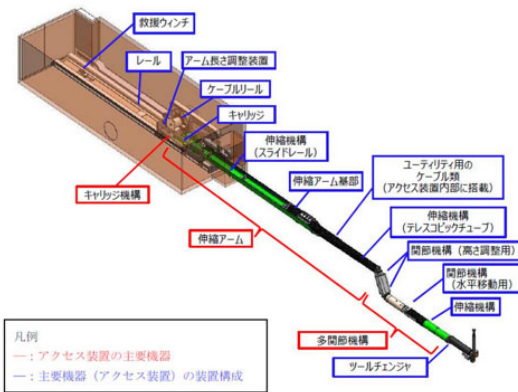 救援ウィンチ
レール
アーム長さ調整装置
ケーブルリール
キャリッジ
伸縮機構
(スライドレール)
伸縮アーム基部
ユーティリティ用の
ケーブル類
(アクセス装置内部に搭載)
伸縮機構
(テレスコピックチューブ)
関節機構(高さ調整用)
関節機構
(水平移動用)
伸縮機構
キャリッジ機構
伸縮アーム
多関節機構
ツールチェンジャ
凡例
―:アクセス装置の主要機器
―:主要機器(アクセス装置)の装置構成